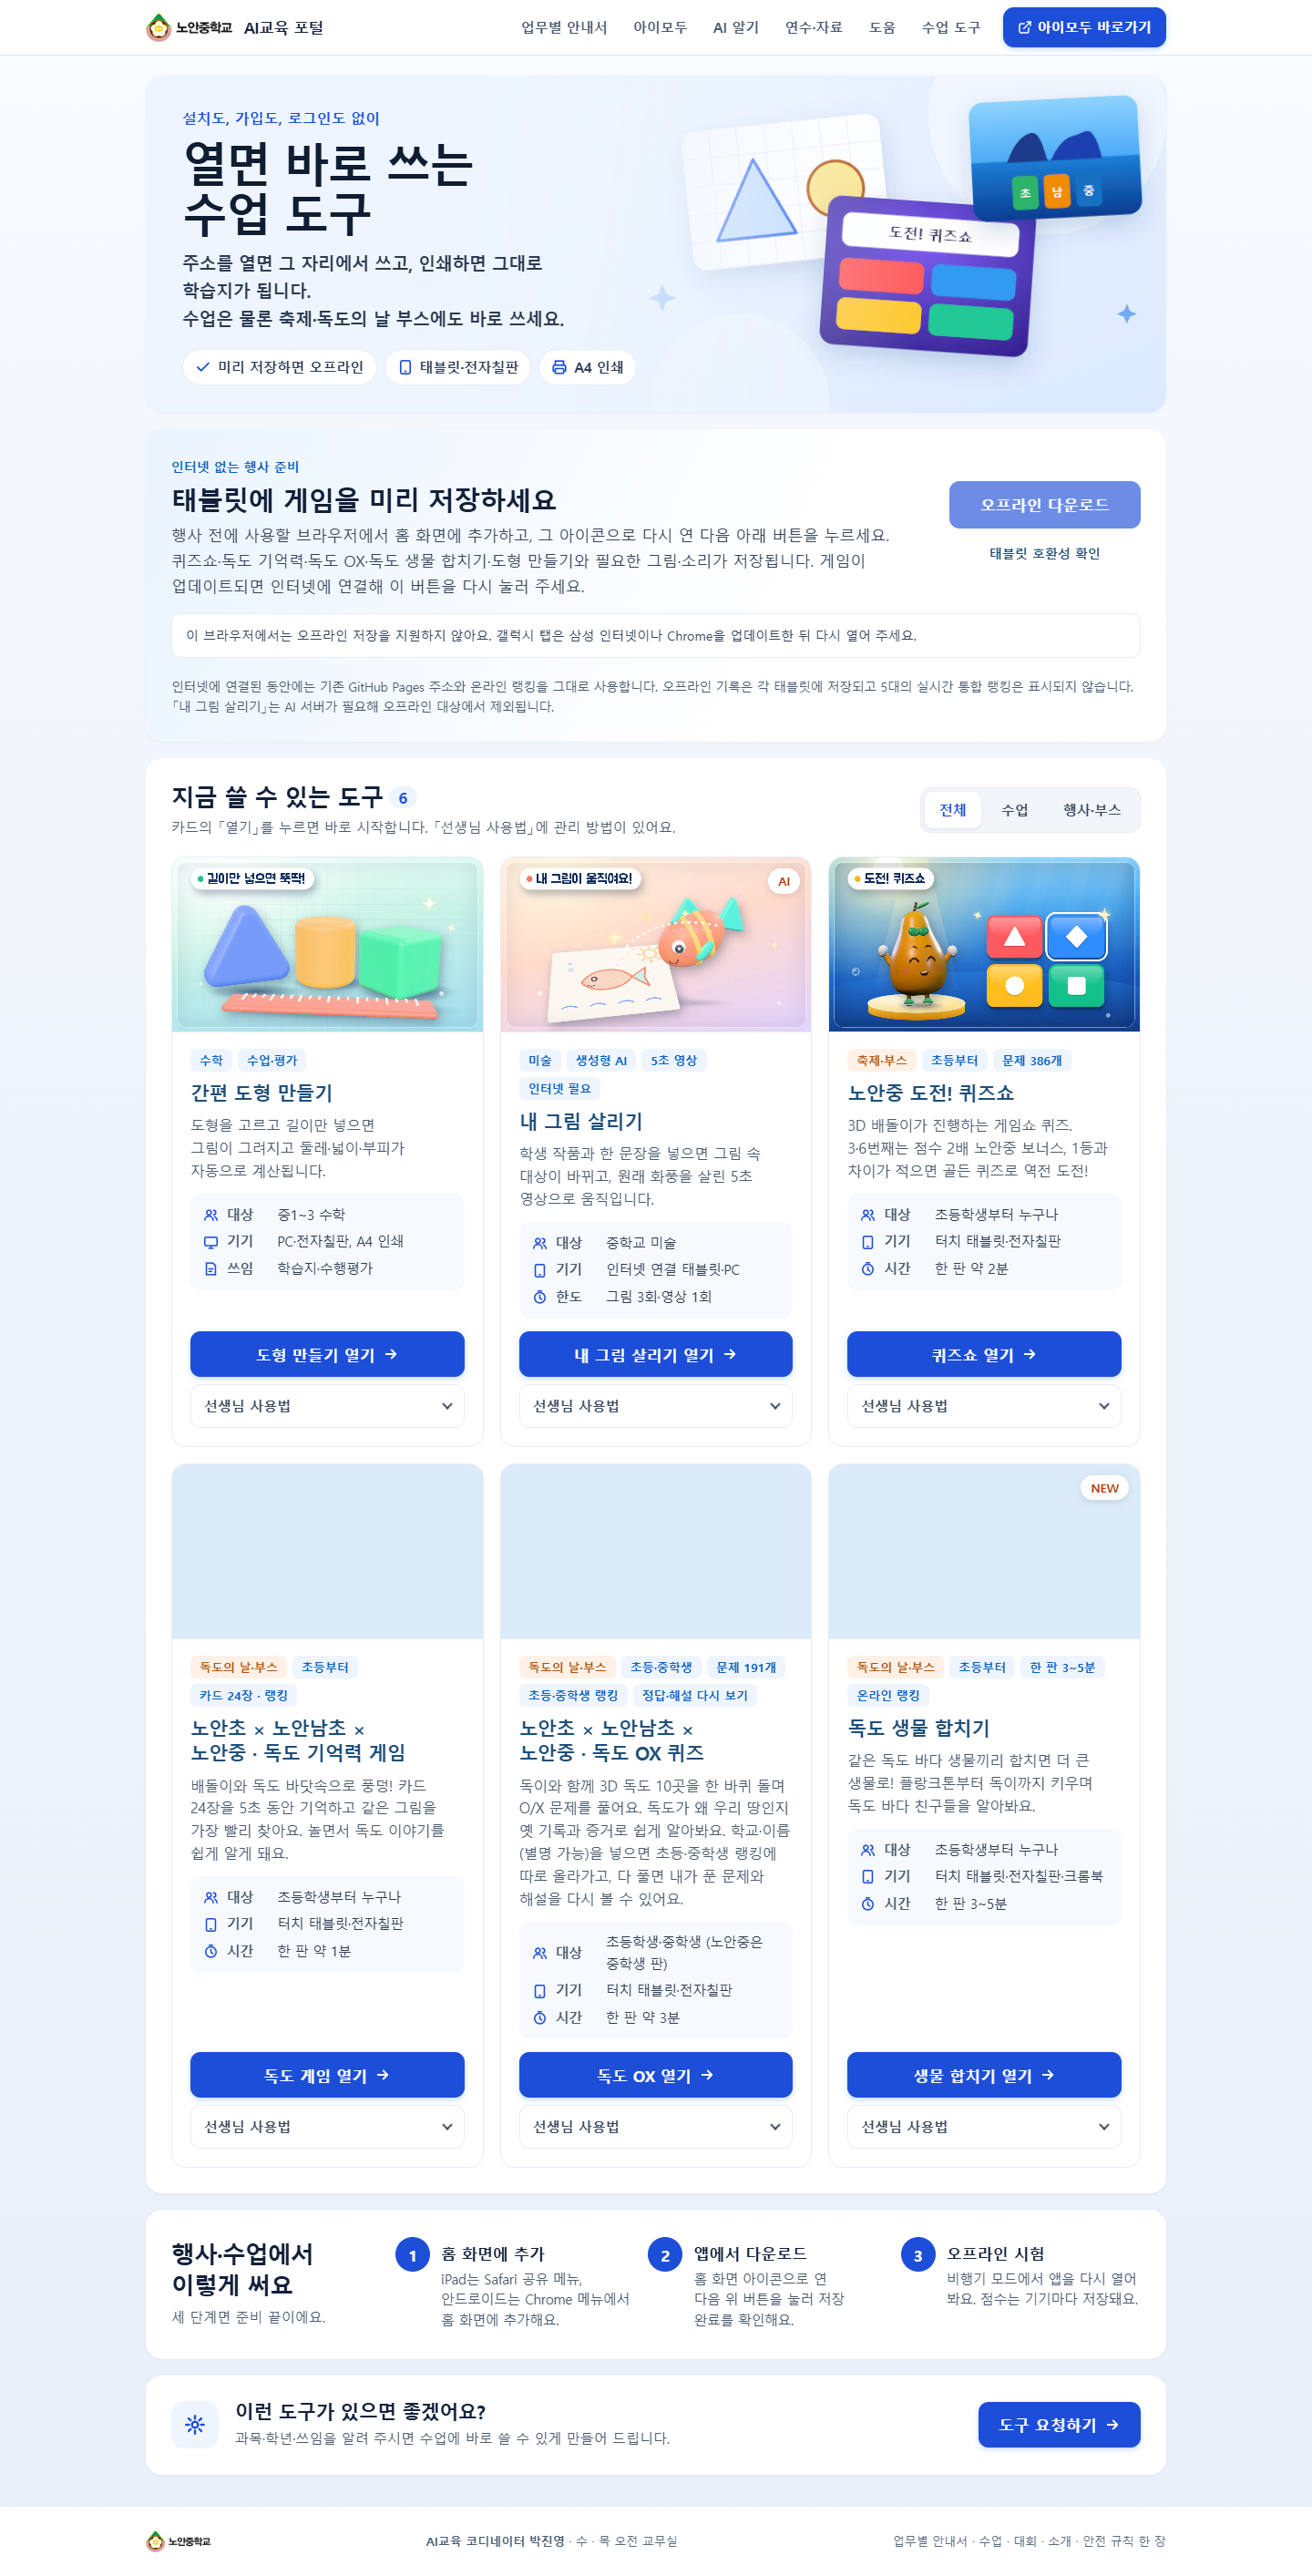 노안중학교 AI교육 포털
업무별 안내서 아이모두 AI 알기 연수·자료 도움 수업 도구 아이모두 바로가기
설치도, 가입도, 로그인도 없이
열면 바로 쓰는
수업 도구
주소를 열면 그 자리에서 쓰고, 인쇄하면 그대로
학습지가 됩니다.
수업은 물론 축제·독도의 날 부스에도 바로 쓰세요.
미리 저장하면 오프라인 태블릿·전자칠판 A4 인쇄
도전! 퀴즈쇼
초 남 중
인터넷 없는 행사 준비
태블릿에 게임을 미리 저장하세요
행사 전에 사용할 브라우저에서 홈 화면에 추가하고, 그 아이콘으로 다시 연 다음 아래 버튼을 누르세요.
퀴즈쇼·독도 기억력·독도 OX·독도 생물 합치기·도형 만들기와 필요한 그림·소리가 저장됩니다. 게임이
업데이트되면 인터넷에 연결해 이 버튼을 다시 눌러 주세요.
오프라인 다운로드
태블릿 호환성 확인
이 브라우저에서는 오프라인 저장을 지원하지 않아요. 갤럭시 탭은 삼성 인터넷이나 Chrome을 업데이트한 뒤 다시 열어 주세요.
인터넷에 연결된 동안에는 기존 GitHub Pages 주소와 온라인 랭킹을 그대로 사용합니다. 오프라인 기록은 각 태블릿에 저장되고 5대의 실시간 통합 랭킹은 표시되지 않습니다.
「내 그림 살리기」는 AI 서버가 필요해 오프라인 대상에서 제외됩니다.
지금 쓸 수 있는 도구 6
카드의 「열기」를 누르면 바로 시작합니다. 「선생님 사용법」에 관리 방법이 있어요.
전체 수업 행사·부스
길이만 넣으면 뚝딱!
수학 수업·평가
간편 도형 만들기
도형을 고르고 길이만 넣으면
그림이 그려지고 둘레·넓이·부피가
자동으로 계산됩니다.
대상 중1~3 수학
기기 PC·전자칠판, A4 인쇄
쓰임 학습지·수행평가
도형 만들기 열기
선생님 사용법
내 그림이 움직여요!
AI
미술 생성형 AI 5초 영상
인터넷 필요
내 그림 살리기
학생 작품과 한 문장을 넣으면 그림 속
대상이 바뀌고, 원래 화풍을 살린 5초
영상으로 움직입니다.
대상 중학교 미술
기기 인터넷 연결 태블릿·PC
한도 그림 3회·영상 1회
내 그림 살리기 열기
선생님 사용법
도전! 퀴즈쇼
축제·부스 초등부터 문제 386개
노안중 도전! 퀴즈쇼
3D 배돌이가 진행하는 게임쇼 퀴즈.
3·6번째는 점수 2배 노안중 보너스, 1등과
차이가 적으면 골든 퀴즈로 역전 도전!
대상 초등학생부터 누구나
기기 터치 태블릿·전자칠판
시간 한 판 약 2분
퀴즈쇼 열기
선생님 사용법
독도의 날·부스 초등부터
카드 24장 · 랭킹
노안초 × 노안남초 ×
노안중 · 독도 기억력 게임
배돌이와 독도 바닷속으로 풍덩! 카드
24장을 5초 동안 기억하고 같은 그림을
가장 빨리 찾아요. 놀면서 독도 이야기를
쉽게 알게 돼요.
대상 초등학생부터 누구나
기기 터치 태블릿·전자칠판
시간 한 판 약 1분
독도 게임 열기
선생님 사용법
독도의 날·부스 초등·중학생 문제 191개
초등·중학생 랭킹 정답·해설 다시 보기
노안초 × 노안남초 ×
노안중 · 독도 OX 퀴즈
독이와 함께 3D 독도 10곳을 한 바퀴 돌며
O/X 문제를 풀어요. 독도가 왜 우리 땅인지
옛 기록과 증거로 쉽게 알아봐요. 학교·이름
(별명 가능)을 넣으면 초등·중학생 랭킹에
따로 올라가고, 다 풀면 내가 푼 문제와
해설을 다시 볼 수 있어요.
대상 초등학생·중학생 (노안중은
중학생 판)
기기 터치 태블릿·전자칠판
시간 한 판 약 3분
독도 OX 열기
선생님 사용법
NEW
독도의 날·부스 초등부터 한 판 3~5분
온라인 랭킹
독도 생물 합치기
같은 독도 바다 생물끼리 합치면 더 큰
생물로! 플랑크톤부터 독이까지 키우며
독도 바다 친구들을 알아봐요.
대상 초등학생부터 누구나
기기 터치 태블릿·전자칠판·크롬북
시간 한 판 3~5분
생물 합치기 열기
선생님 사용법
행사·수업에서
이렇게 써요
세 단계면 준비 끝이에요.
1 홈 화면에 추가
iPad는 Safari 공유 메뉴,
안드로이드는 Chrome 메뉴에서
홈 화면에 추가해요.
2 앱에서 다운로드
홈 화면 아이콘으로 연
다음 위 버튼을 눌러 저장
완료를 확인해요.
3 오프라인 시험
비행기 모드에서 앱을 다시 열어
봐요. 점수는 기기마다 저장돼요.
이런 도구가 있으면 좋겠어요?
과목·학년·쓰임을 알려 주시면 수업에 바로 쓸 수 있게 만들어 드립니다.
도구 요청하기
노안중학교
AI교육 코디네이터 박진영 · 수 · 목 오전 교무실
업무별 안내서 · 수업 · 대회 · 소개 · 안전 규칙 한 장